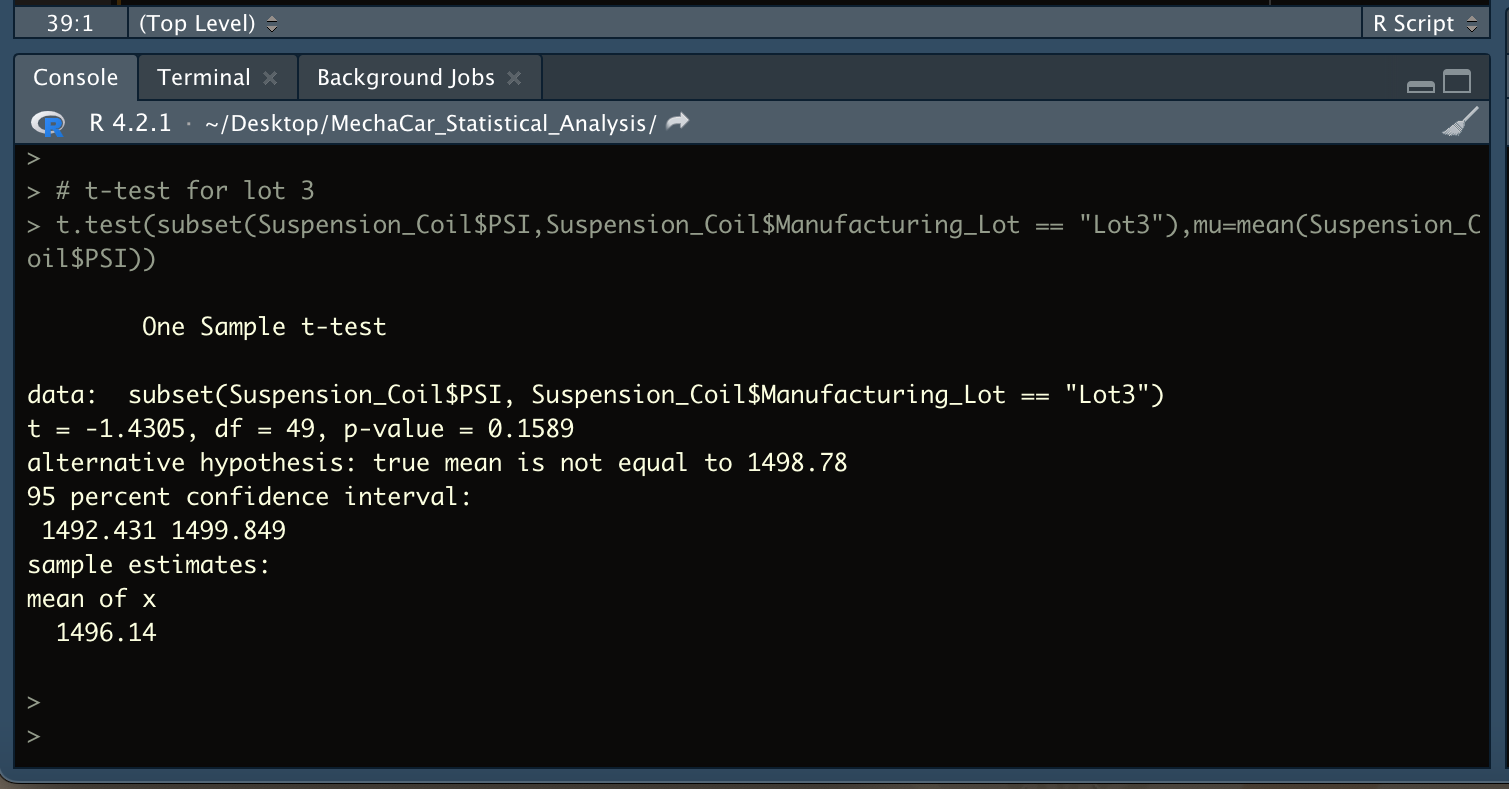 39:1 (Top Level) R Script
Console Terminal Background Jobs
R 4.2.1 · ~/Desktop/MechaCar_Statistical_Analysis/
>
> # t-test for lot 3
> t.test(subset(Suspension_Coil$PSI,Suspension_Coil$Manufacturing_Lot == "Lot3"),mu=mean(Suspension_C
oil$PSI))
One Sample t-test
data:  subset(Suspension_Coil$PSI, Suspension_Coil$Manufacturing_Lot == "Lot3")
t = -1.4305, df = 49, p-value = 0.1589
alternative hypothesis: true mean is not equal to 1498.78
95 percent confidence interval:
1492.431 1499.849
sample estimates:
mean of x
1496.14
>
>